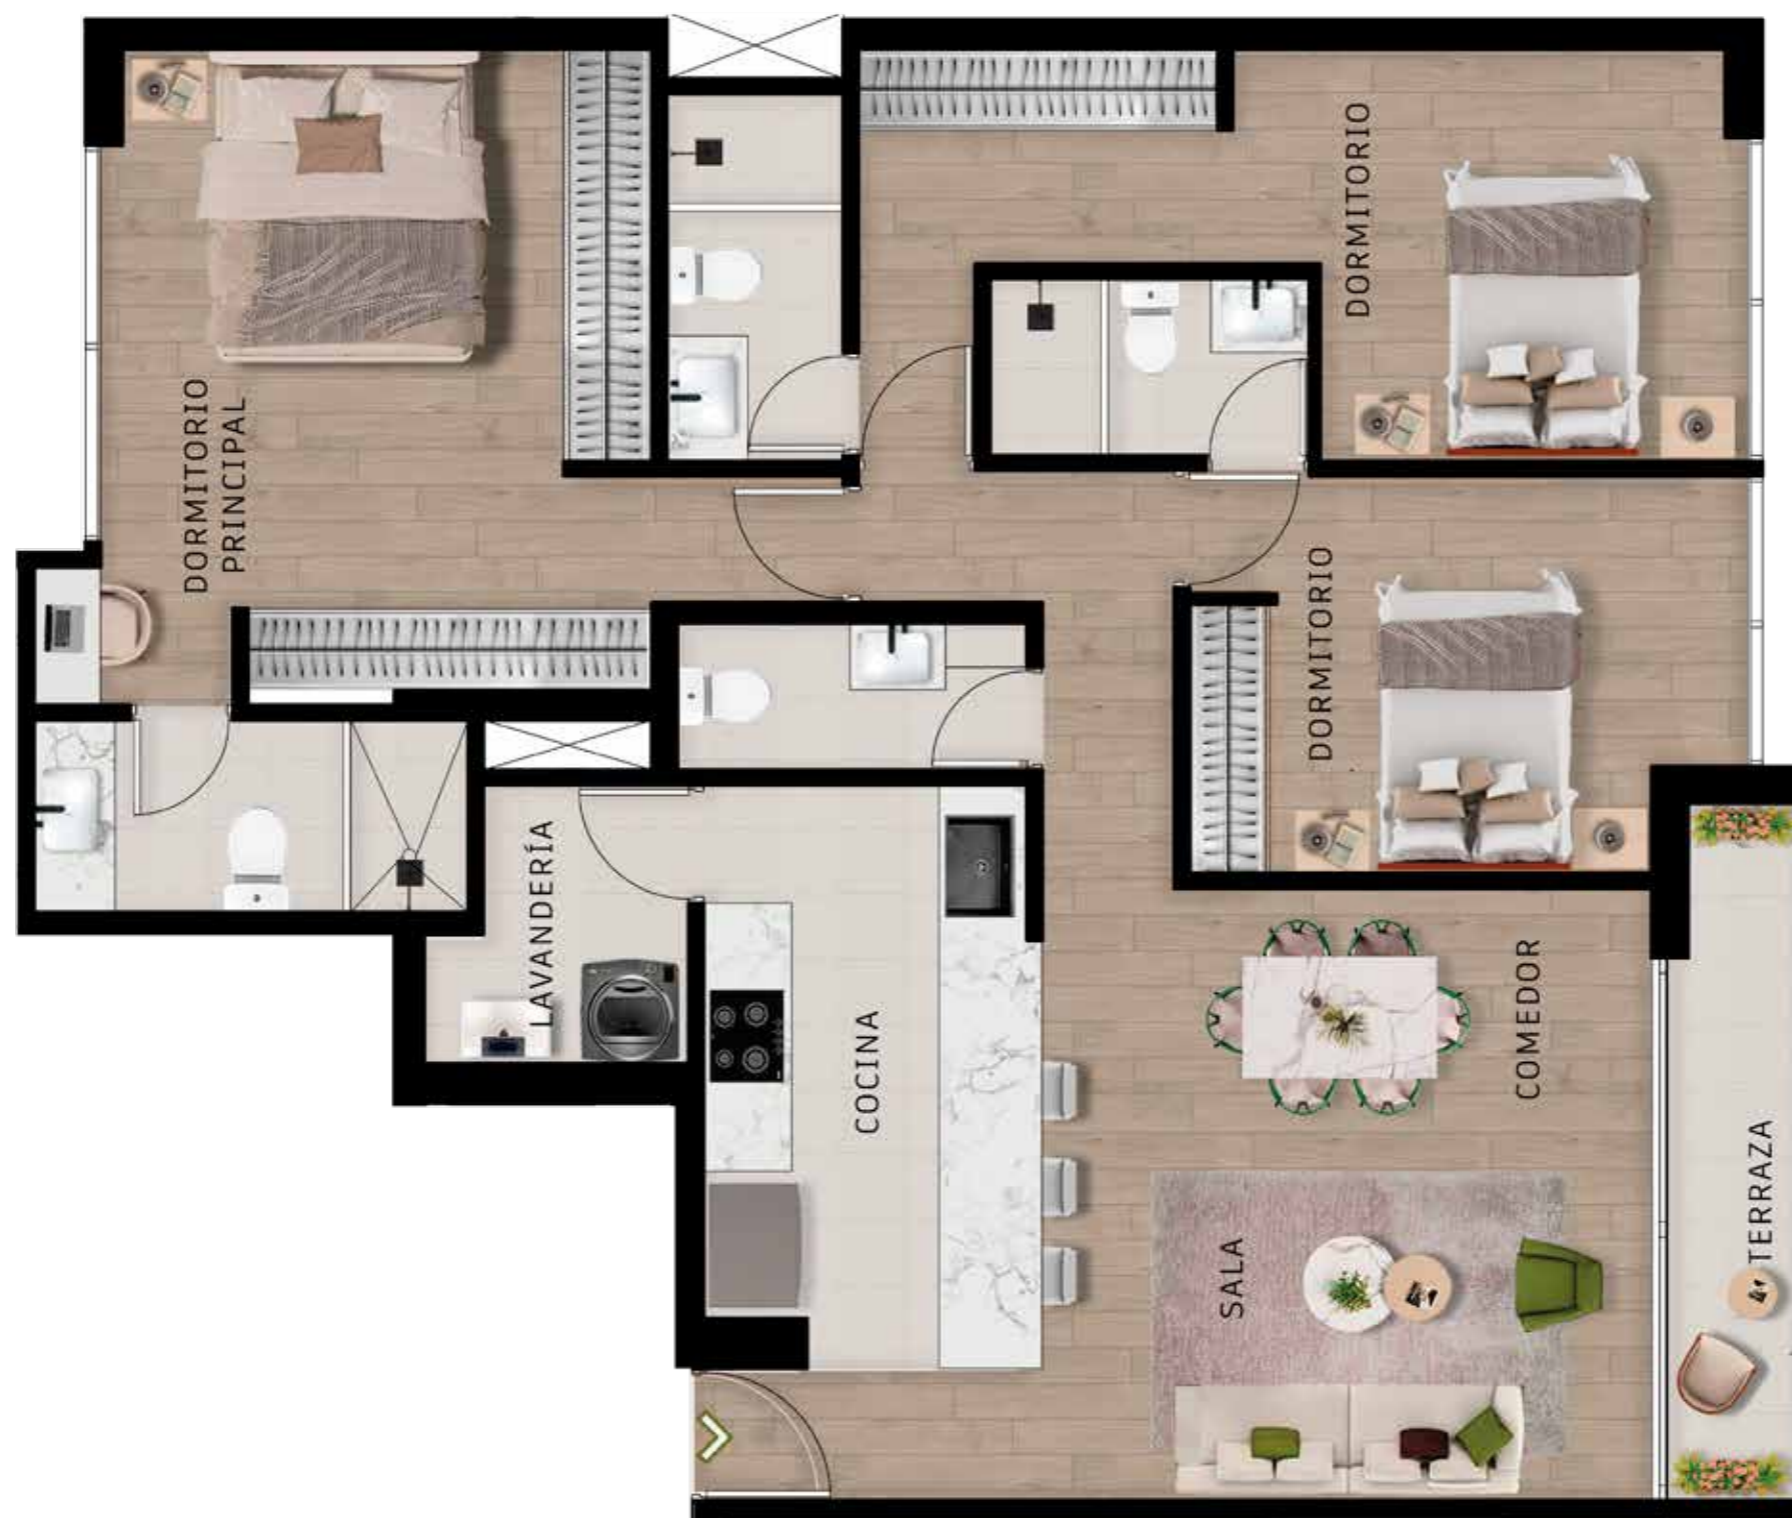 DORMITORIO
PRINCIPAL
DORMITORIO
DORMITORIO
LAVANDERÍA
COCINA
COMEDOR
SALA
TERRAZA